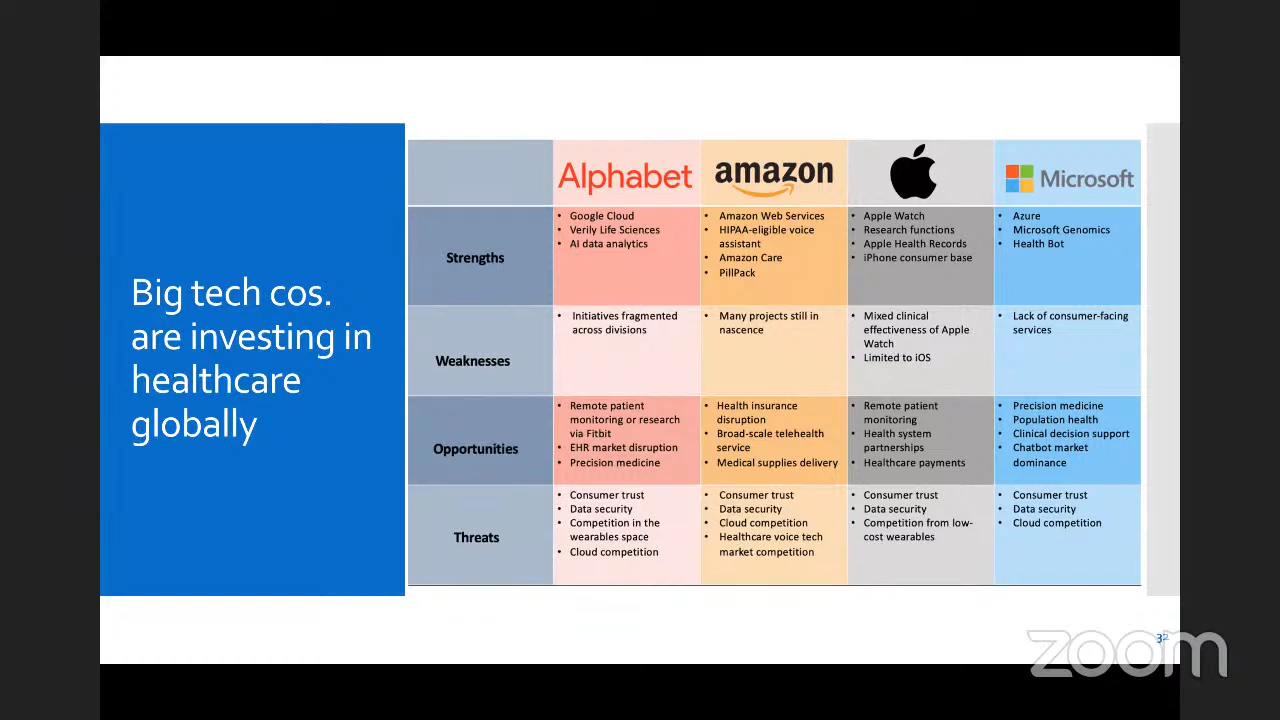 Big tech cos.
are investing in
healthcare
globally
Alphabet
amazon
Microsoft
Strengths
• Google Cloud
• Verily Life Sciences
• AI data analytics
• Amazon Web Services
• HIPAA-eligible voice
assistant
• Amazon Care
• PillPack
• Apple Watch
• Research functions
• Apple Health Records
• iPhone consumer base
• Azure
• Microsoft Genomics
• Health Bot
Weaknesses
• Initiatives fragmented
across divisions
• Many projects still in
nascence
• Mixed clinical
effectiveness of Apple
Watch
• Limited to iOS
• Lack of consumer-facing
services
Opportunities
• Remote patient
monitoring or research
via Fitbit
• EHR market disruption
• Precision medicine
• Health insurance
disruption
• Broad-scale telehealth
service
• Medical supplies delivery
• Remote patient
monitoring
• Health system
partnerships
• Healthcare payments
• Precision medicine
• Population health
• Clinical decision support
• Chatbot market
dominance
Threats
• Consumer trust
• Data security
• Competition in the
wearables space
• Cloud competition
• Consumer trust
• Data security
• Cloud competition
• Healthcare voice tech
market competition
• Consumer trust
• Data security
• Competition from low-
cost wearables
• Consumer trust
• Data security
• Cloud competition
32
zoom